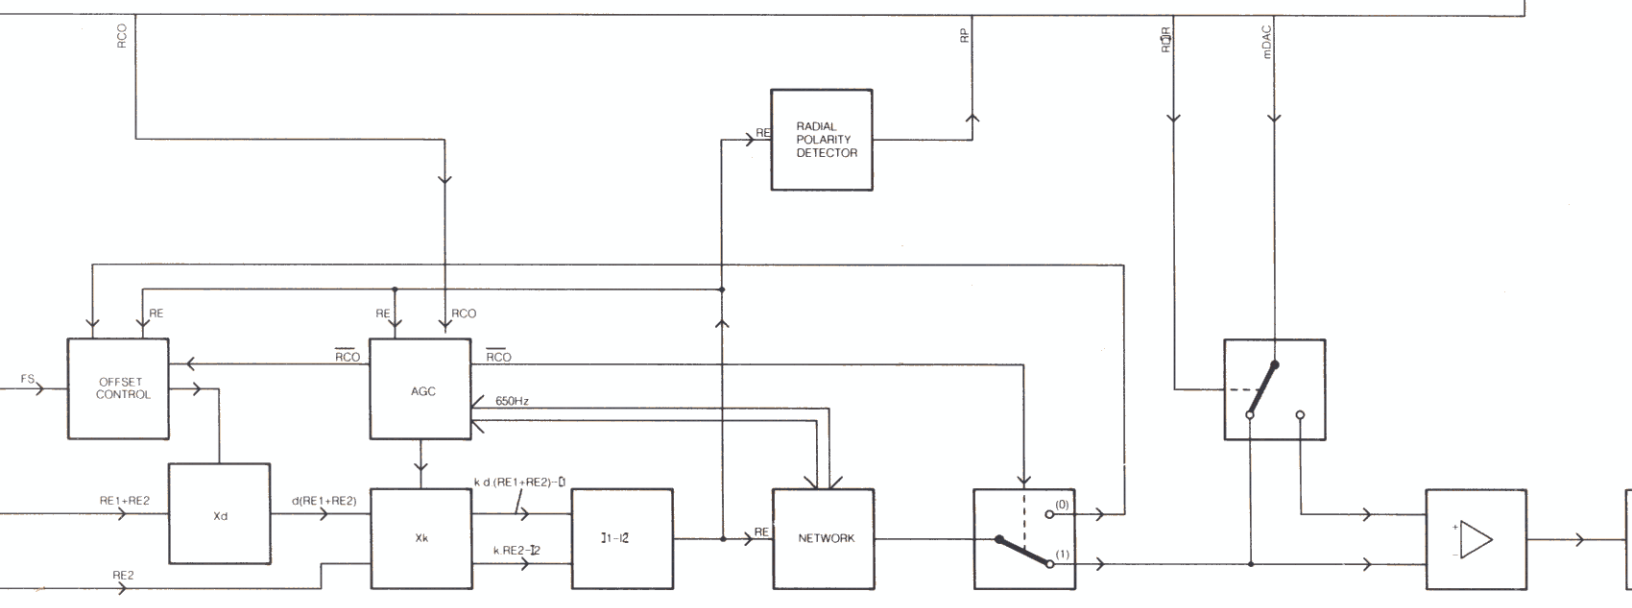 RCO
RP
RDIR
mDAC
RE
RADIAL
POLARITY
DETECTOR
RE
RE
RCO
RCO
RCO
FS
OFFSET
CONTROL
AGC
650Hz
k d (RE1+RE2)-I1
(0)
RE1+RE2
d(RE1+RE2)
Xd
Xk
I1-I2
RE
NETWORK
+
-
k.RE2-I2
(1)
RE2